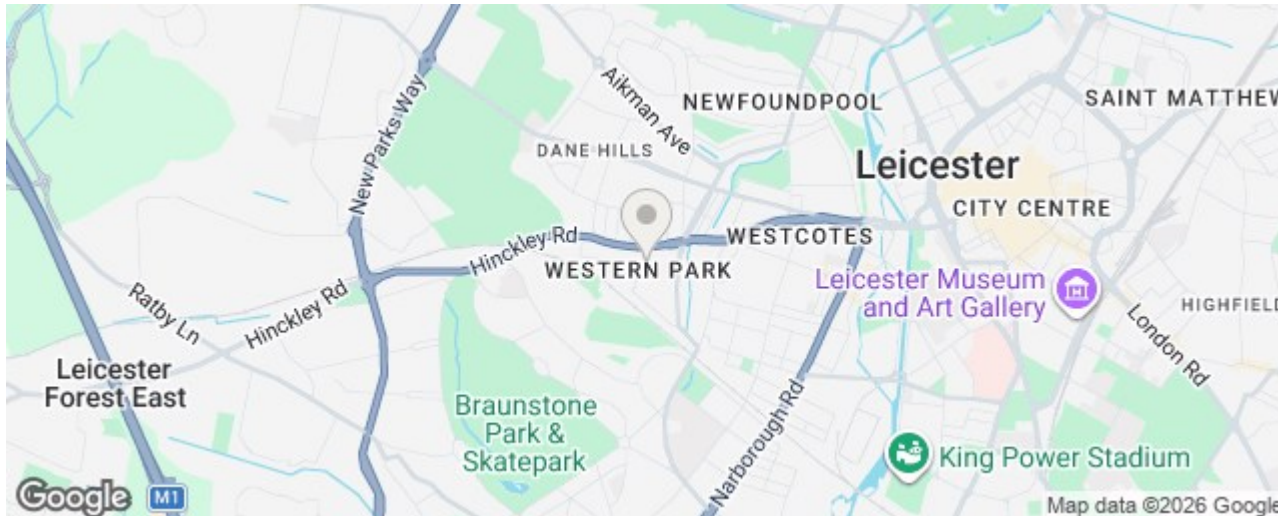 Aikman Ave
NEWFOUNDPOOL
SAINT MATTHEW
New Parks Way
DANE HILLS
Leicester
CITY CENTRE
Hinckley Rd
WESTCOTES
WESTERN PARK
Leicester Museum
and Art Gallery
HIGHFIELD
Ratby Ln
Hinckley Rd
London Rd
Leicester
Forest East
Braunstone
Park &
Skatepark
Narborough Rd
King Power Stadium
Google
M1
Map data ©2026 Google